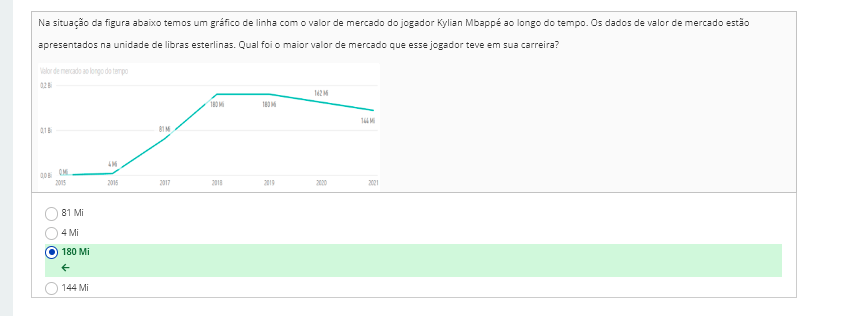 Na situação da figura abaixo temos um gráfico de linha com o valor de mercado do jogador Kylian Mbappé ao longo do tempo. Os dados de valor de mercado estão
apresentados na unidade de libras esterlinas. Qual foi o maior valor de mercado que esse jogador teve em sua carreira?
Valor de mercado ao longo do tempo
0,2 Bi
162 Mi
180 Mi
180 Mi
144 Mi
0,1 Bi
81 Mi
4 Mi
0,0 Bi
0 Mi
2015
2016
2017
2018
2019
2020
2021
81 Mi
4 Mi
180 Mi
←
144 Mi